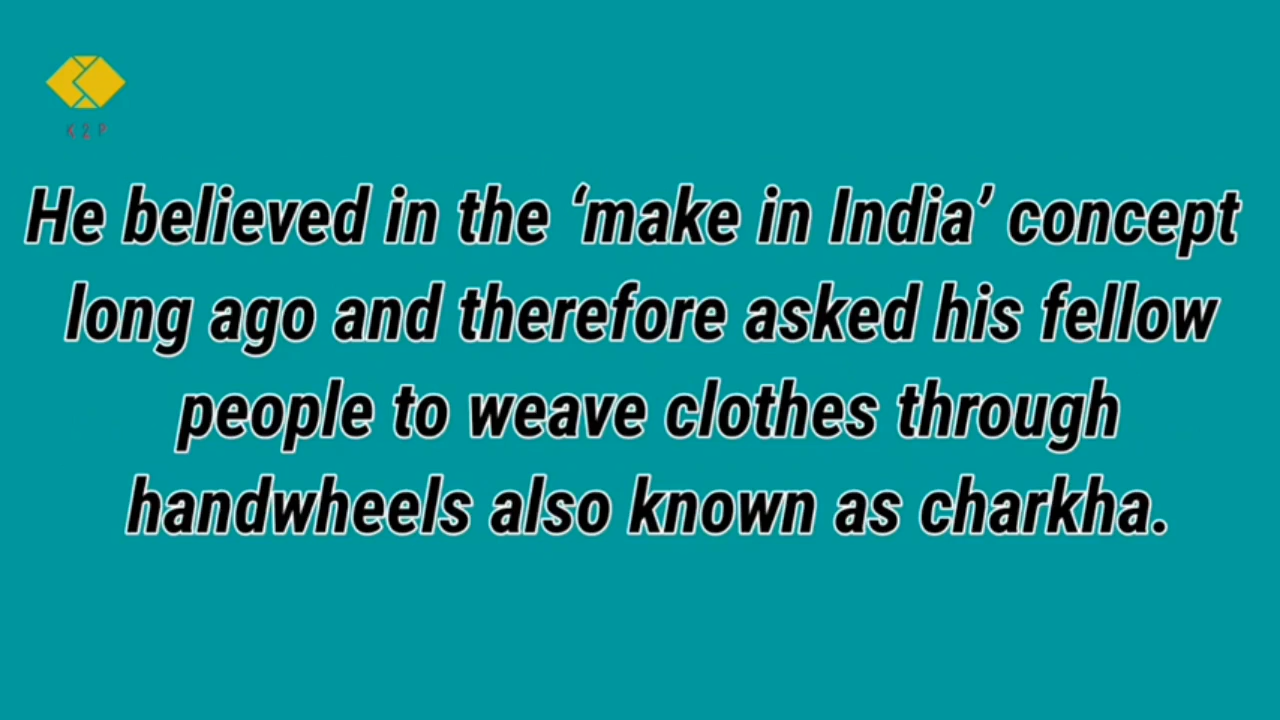 K2P
He believed in the ‘make in India’ concept
long ago and therefore asked his fellow
people to weave clothes through
handwheels also known as charkha.